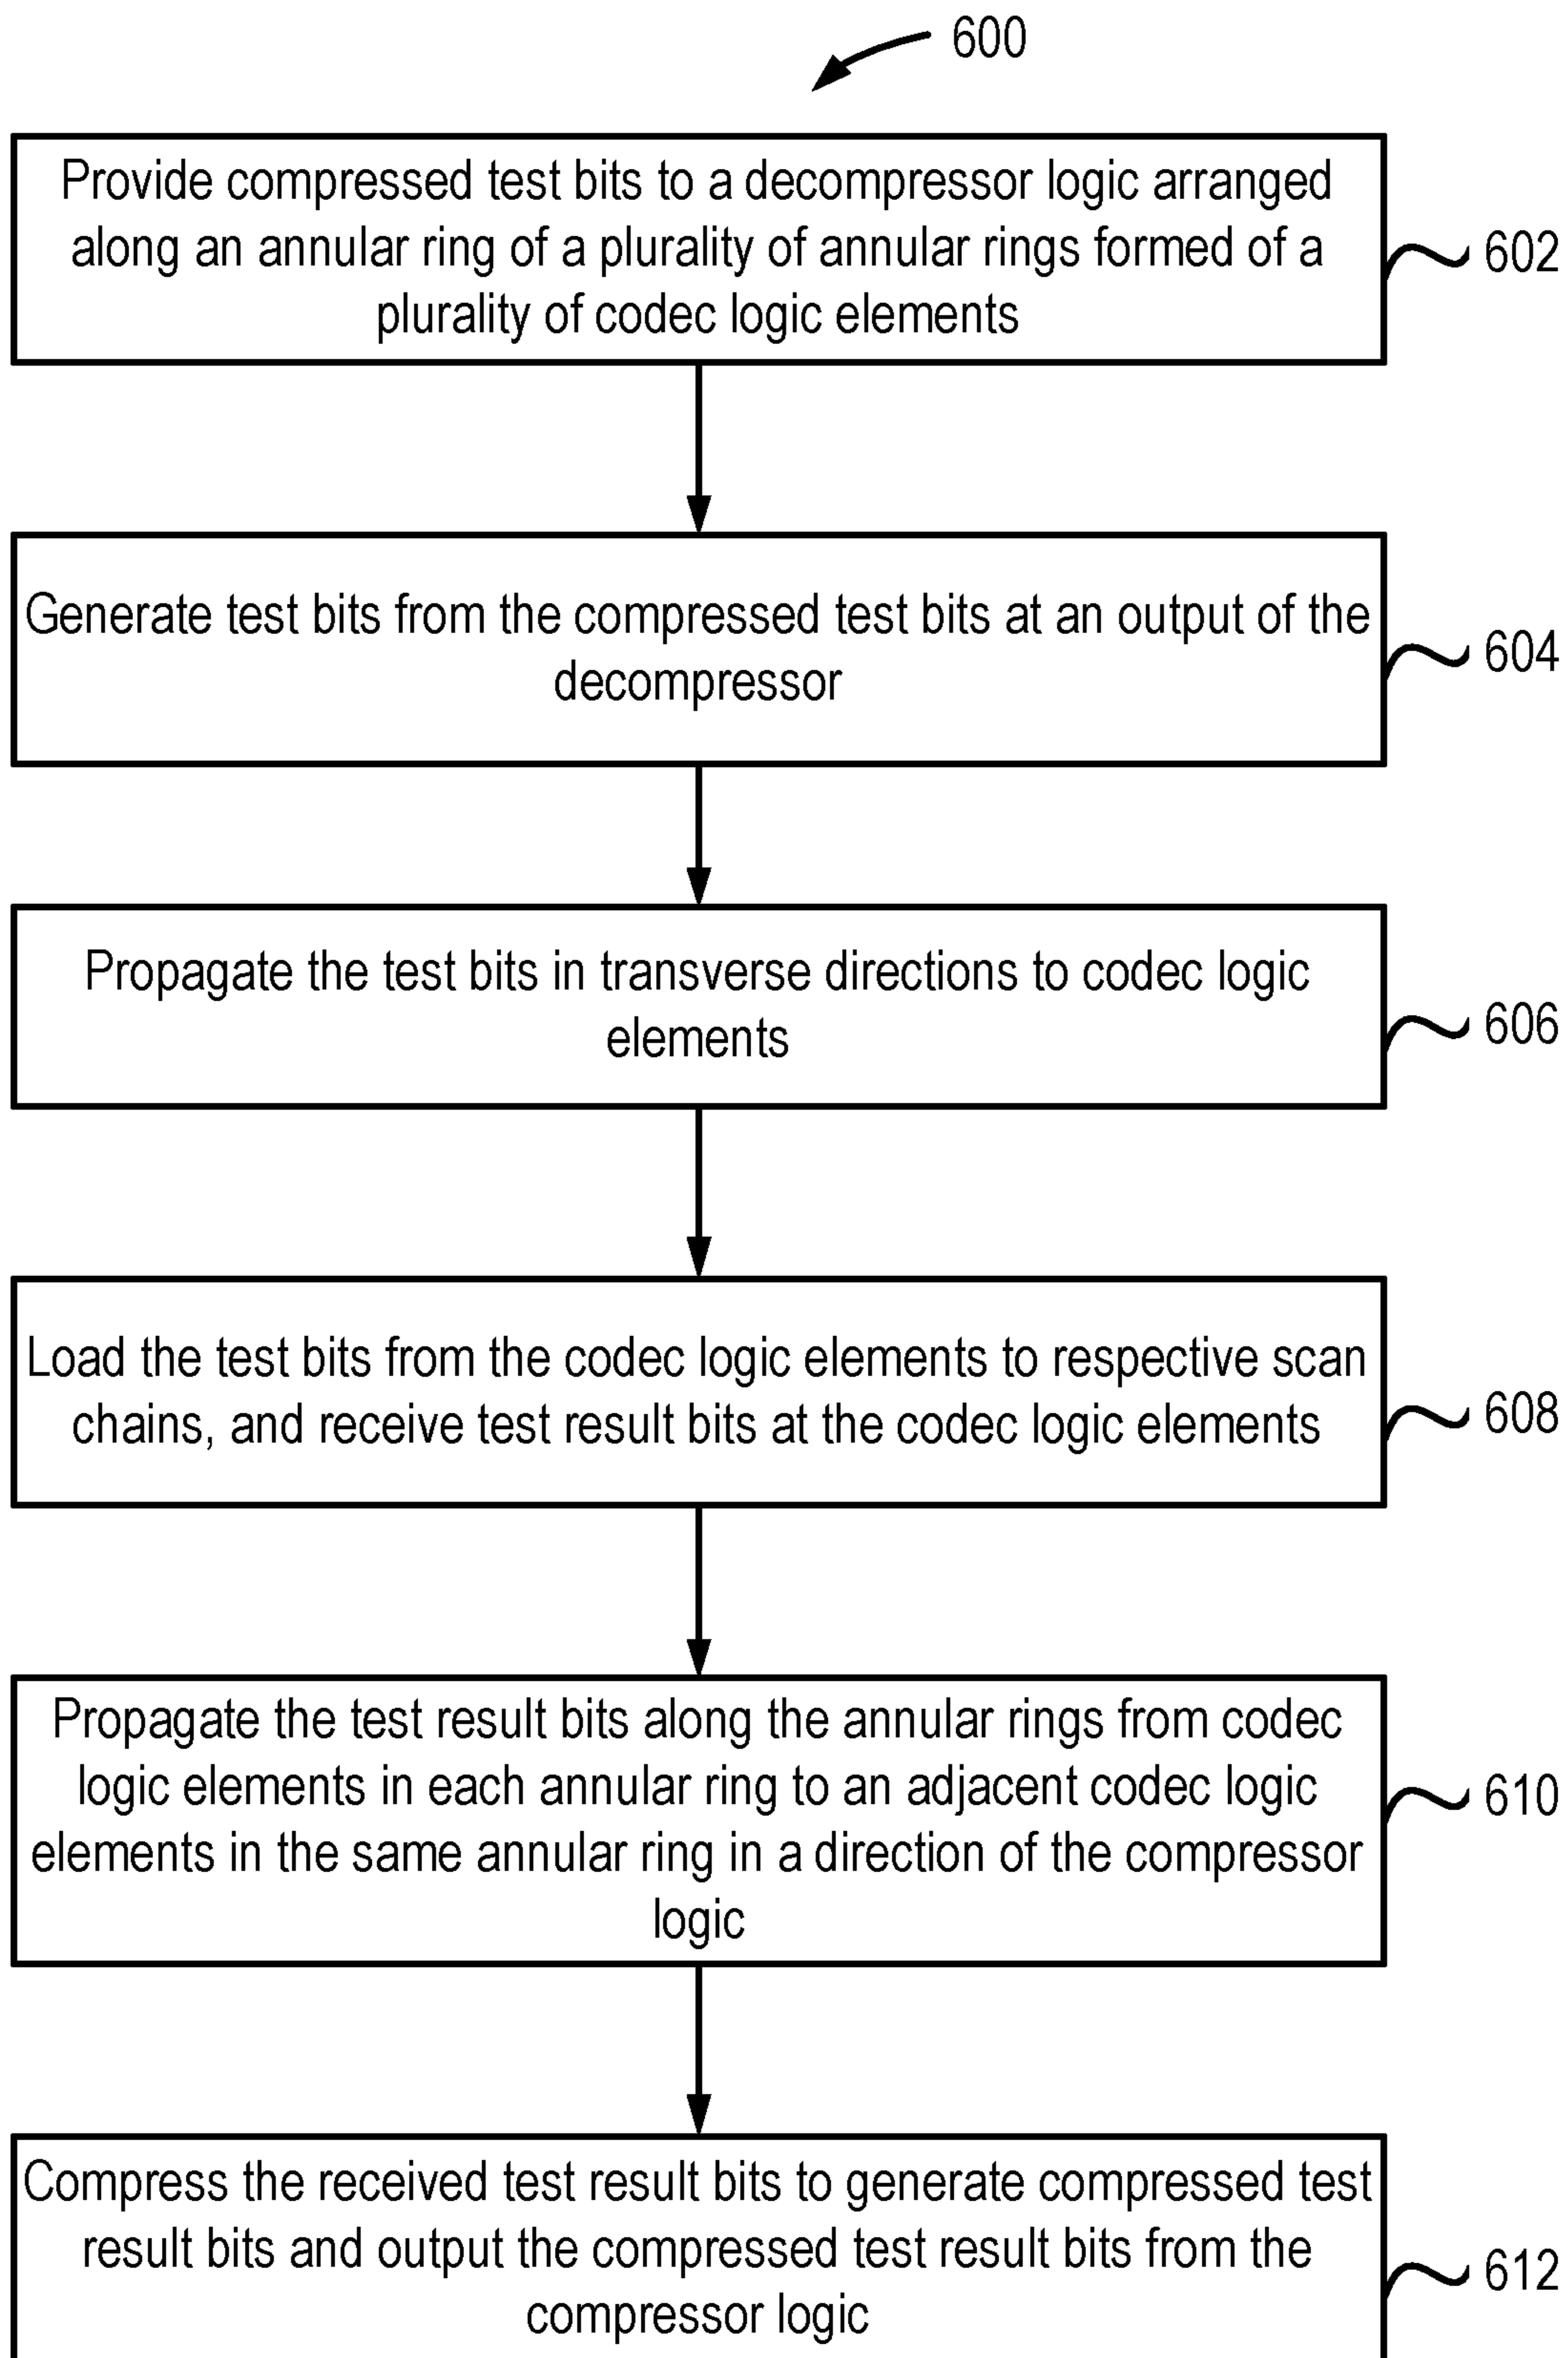 600
Provide compressed test bits to a decompressor logic arranged
along an annular ring of a plurality of annular rings formed of a
plurality of codec logic elements
602
Generate test bits from the compressed test bits at an output of the
decompressor
604
Propagate the test bits in transverse directions to codec logic
elements
606
Load the test bits from the codec logic elements to respective scan
chains, and receive test result bits at the codec logic elements
608
Propagate the test result bits along the annular rings from codec
logic elements in each annular ring to an adjacent codec logic
elements in the same annular ring in a direction of the compressor
logic
610
Compress the received test result bits to generate compressed test
result bits and output the compressed test result bits from the
compressor logic
612